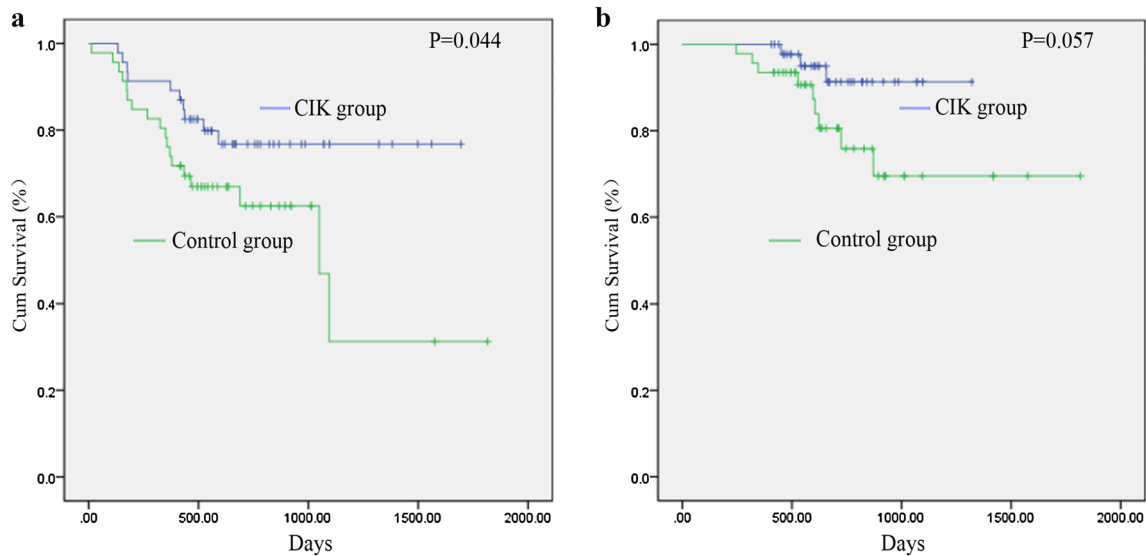 a
P=0.044
1.0
0.8
0.6
0.4
0.2
0.0
CIK group
Control group
Cum Survival (%)
.00 500.00 1000.00 1500.00 2000.00
Days
b
P=0.057
1.0
0.8
0.6
0.4
0.2
0.0
CIK group
Control group
Cum Survival (%)
.00 500.00 1000.00 1500.00 2000.00
Days